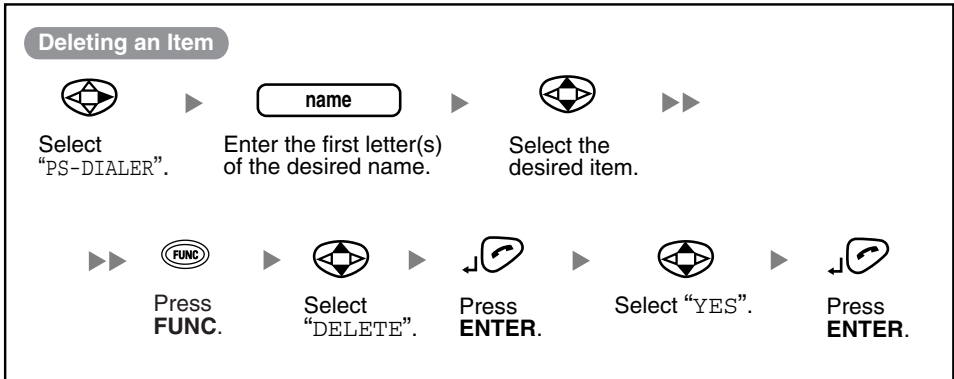 Deleting an Item
name
Select
“PS-DIALER”.
Enter the first letter(s)
of the desired name.
Select the
desired item.
FUNC
Press
FUNC.
Select
“DELETE”.
Press
ENTER.
Select “YES”.
Press
ENTER.